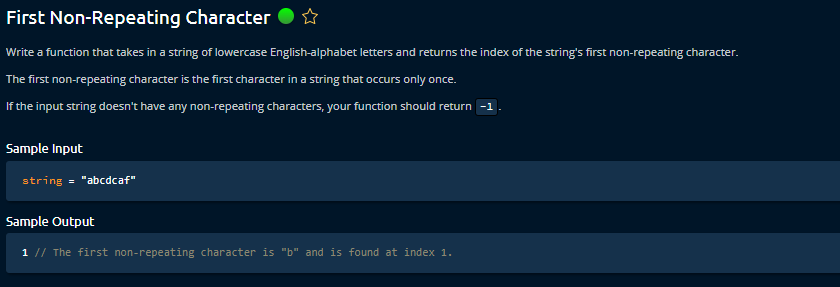 First Non-Repeating Character
Write a function that takes in a string of lowercase English-alphabet letters and returns the index of the string's first non-repeating character.
The first non-repeating character is the first character in a string that occurs only once.
If the input string doesn't have any non-repeating characters, your function should return -1 .
Sample Input
string = "abcdcaf"
Sample Output
1 // The first non-repeating character is "b" and is found at index 1.